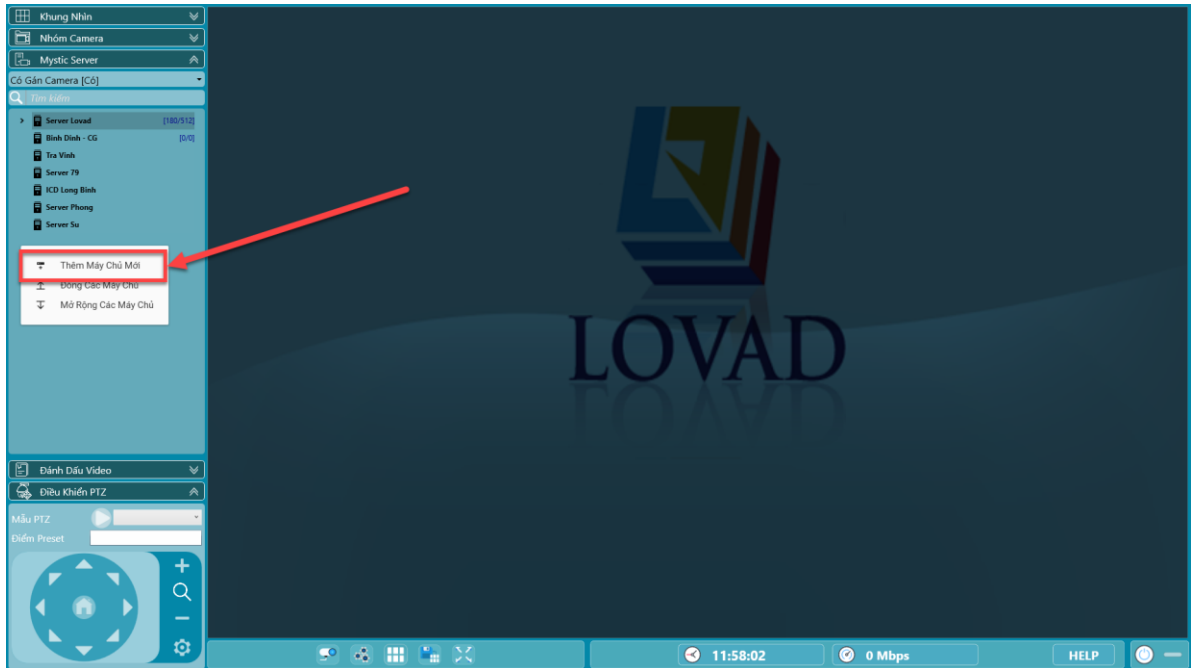 Khung Nhìn
Nhóm Camera
Mystic Server
Có Gán Camera [Có]
Tìm kiếm
Server Lovad [180/512]
Bình Dinh - CG [0/0]
Tra Vinh
Server 79
ICD Long Bình
Server Phong
Server Su
Thêm Máy Chủ Mới
Đóng Các Máy Chủ
Mở Rộng Các Máy Chủ
LOVAD
Đánh Dấu Video
Điều Khiển PTZ
Mẫu PTZ
Điểm Preset
11:58:02
0 Mbps
HELP